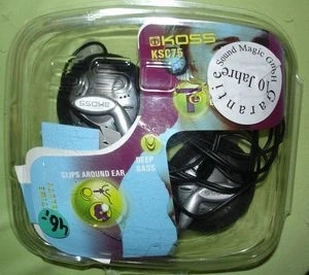 KOSS
KSC75
Sound Magic GmbH
10 Jahre
Garantie
KOSS
CLIPS AROUND EAR
DEEP
BASS